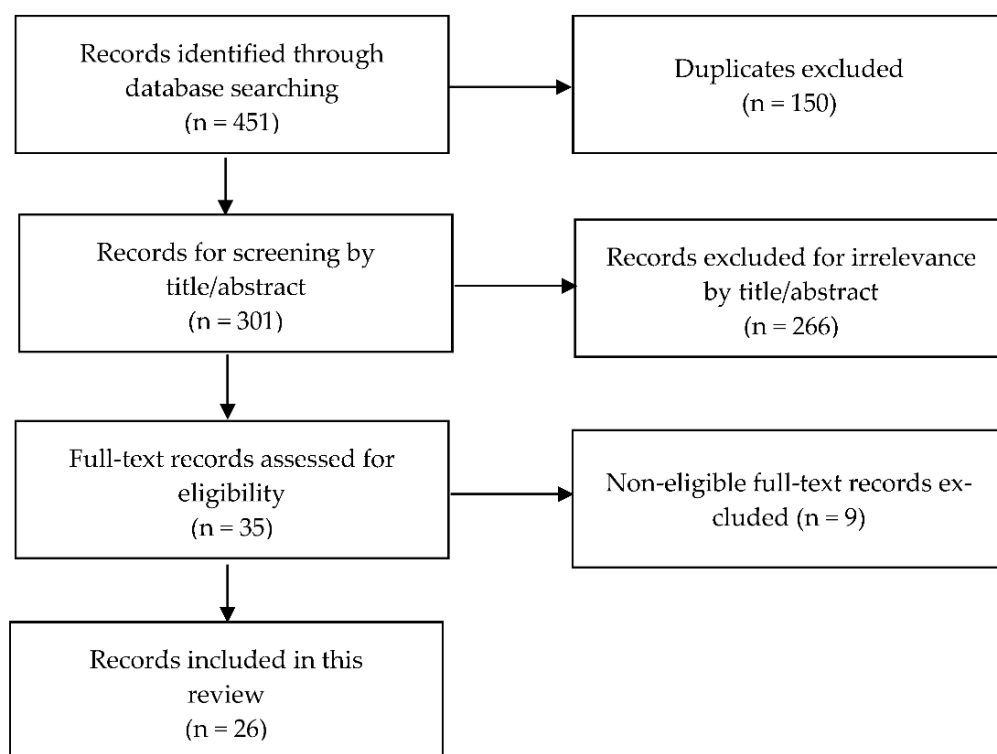 Records identified through
database searching
(n = 451)
Duplicates excluded
(n = 150)
Records for screening by
title/abstract
(n = 301)
Records excluded for irrelevance
by title/abstract
(n = 266)
Full-text records assessed for
eligibility
(n = 35)
Non-eligible full-text records ex-
cluded (n = 9)
Records included in this
review
(n = 26)